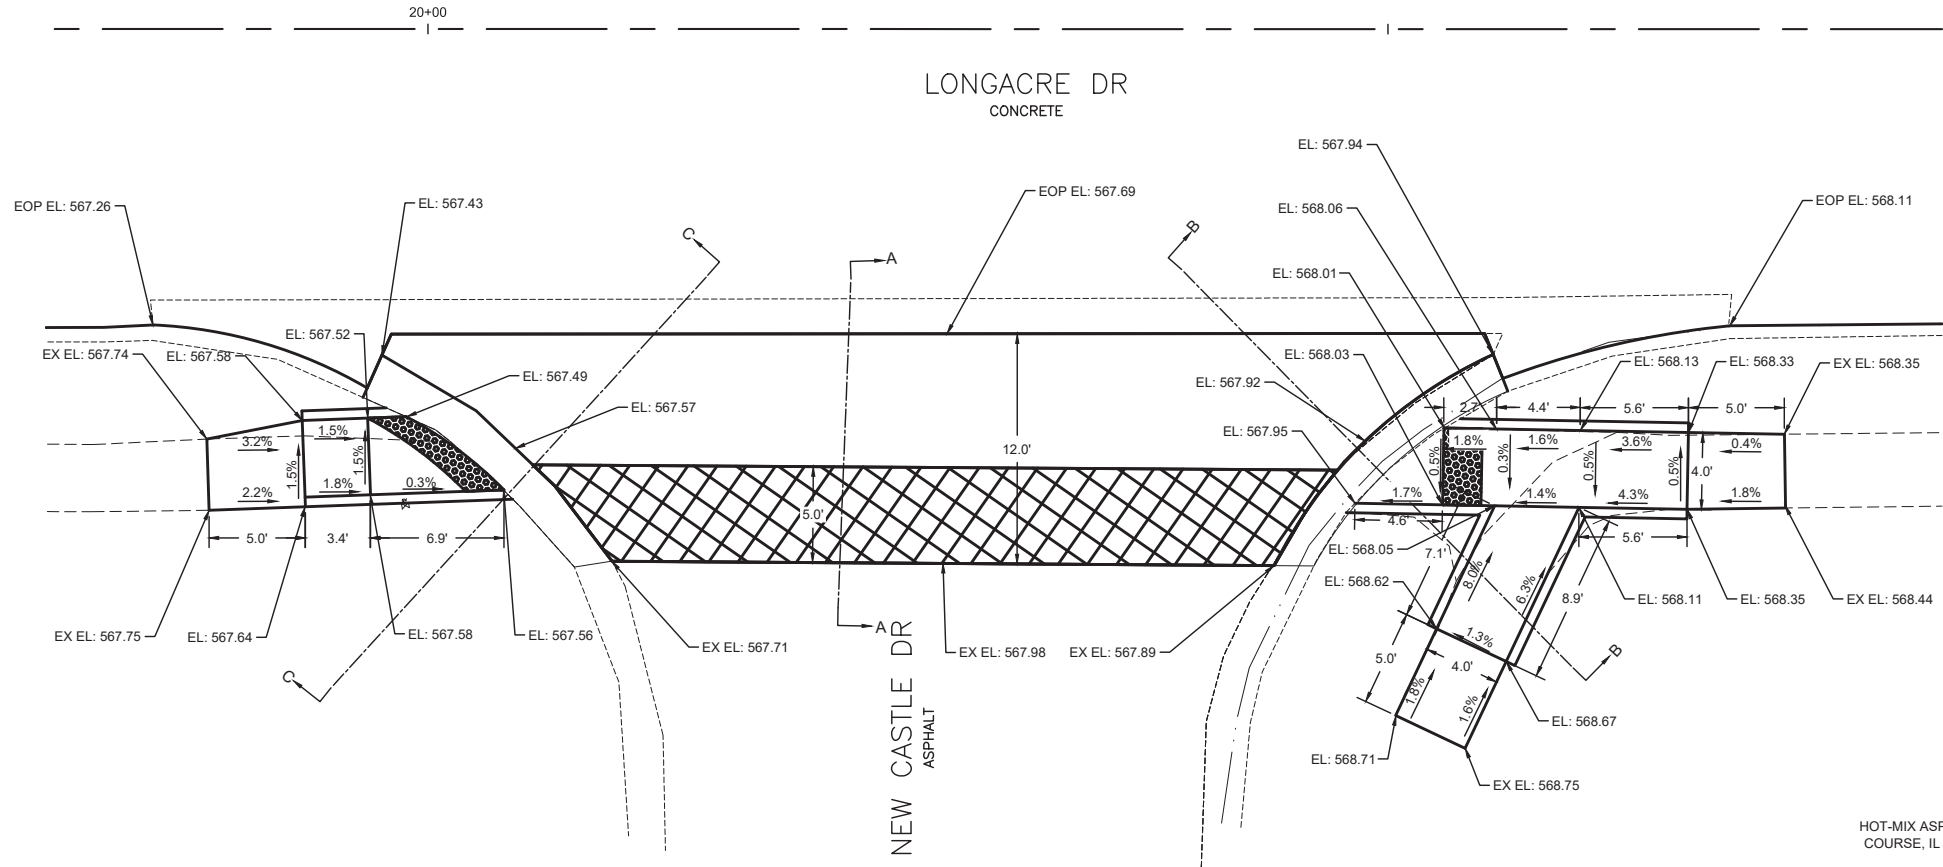 20+00
LONGACRE DR
CONCRETE
EL: 567.94
EOP EL: 567.69
EOP EL: 567.26
EL: 567.43
EL: 568.06
EOP EL: 568.11
C
B
A
EL: 568.01
EL: 567.52
EX EL: 567.74
EL: 567.58
EL: 567.49
EL: 568.03
EL: 568.13
EL: 568.33
EX EL: 568.35
EL: 567.92
EL: 567.57
2.7'
4.4'
5.6'
5.0'
EL: 567.95
3.2%
1.5%
1.5%
1.5%
12.0'
0.5%
1.8%
0.3%
1.6%
0.5%
3.6%
0.5%
4.0'
0.4%
2.2%
1.8%
0.3%
5.0'
1.7%
1.4%
4.3%
1.8%
4.6'
5.0'
3.4'
6.9'
EL: 568.05
7.1'
5.6'
8.0%
6.3%
8.9'
EL: 568.62
EL: 568.11
EL: 568.35
EX EL: 568.44
EX EL: 567.75
EL: 567.64
EL: 567.58
EL: 567.56
A
EX EL: 567.71
EX EL: 567.98
EX EL: 567.89
1.3%
5.0'
4.0'
B
C
1.8%
1.6%
EL: 568.67
EL: 568.71
EX EL: 568.75
NEW CASTLE DR
ASPHALT
HOT-MIX ASP
COURSE, IL